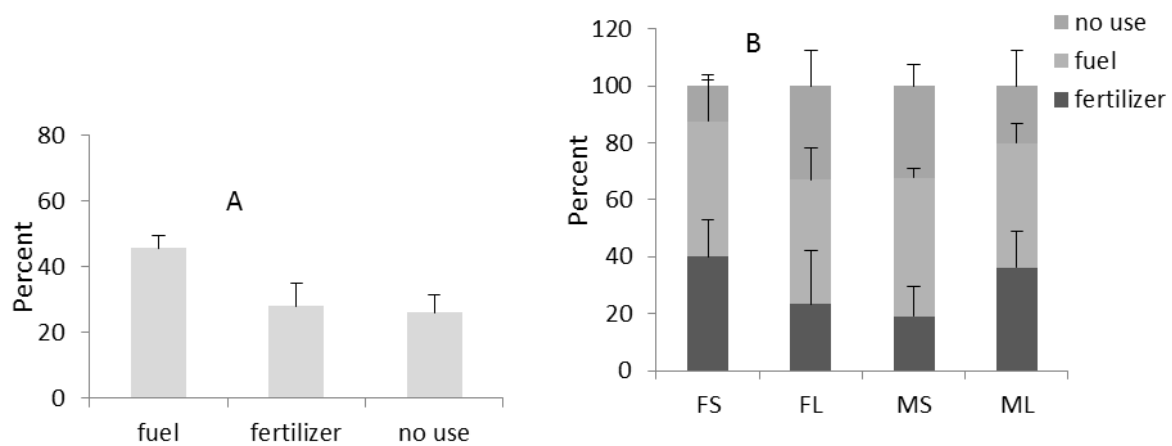 A
Percent
80
60
40
20
0
fuel fertilizer no use
B
Percent
120
100
80
60
40
20
0
FS FL MS ML
no use
fuel
fertilizer